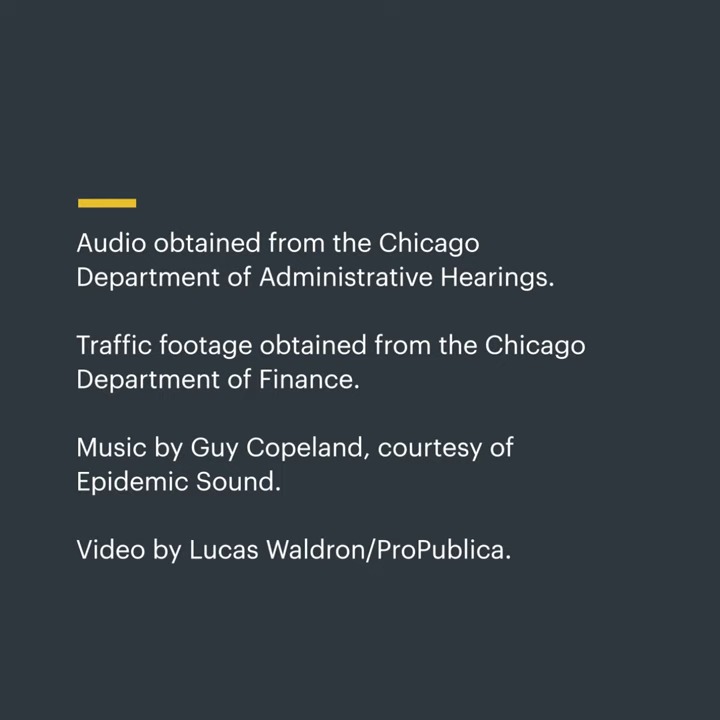 Audio obtained from the Chicago
Department of Administrative Hearings.
Traffic footage obtained from the Chicago
Department of Finance.
Music by Guy Copeland, courtesy of
Epidemic Sound.
Video by Lucas Waldron/ProPublica.